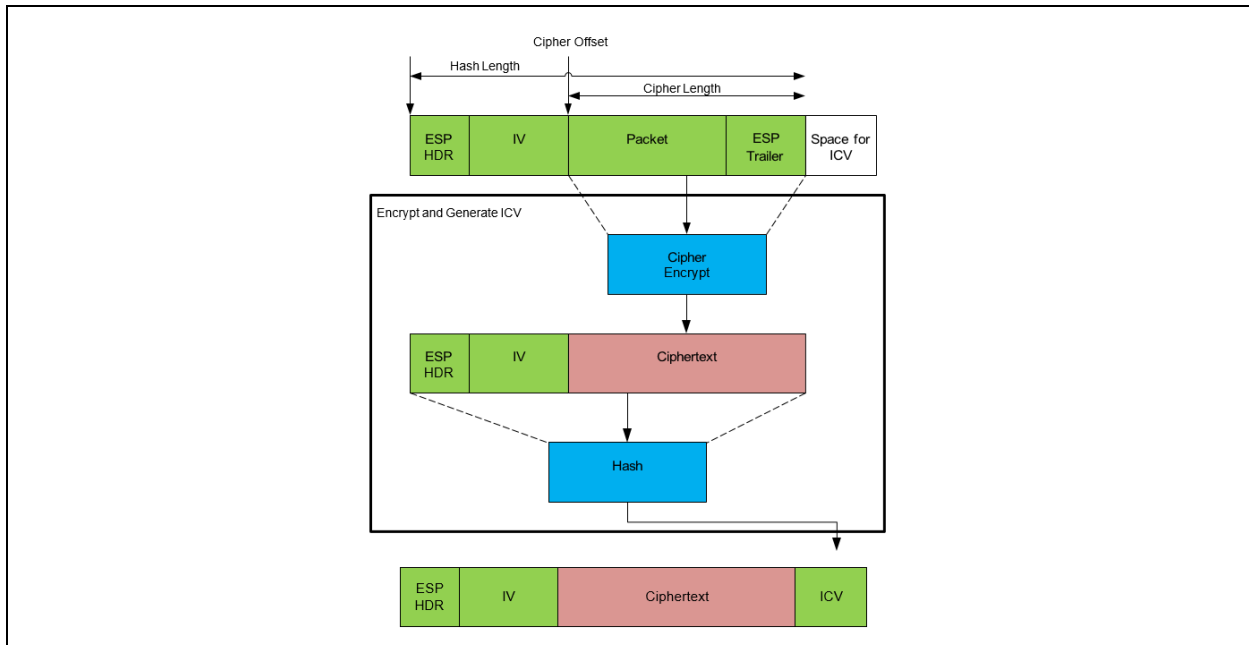 Cipher Offset
Hash Length
Cipher Length
ESP
HDR
IV
Packet
ESP
Trailer
Space for
ICV
Encrypt and Generate ICV
Cipher
Encrypt
ESP
HDR
IV
Ciphertext
Hash
ESP
HDR
IV
Ciphertext
ICV